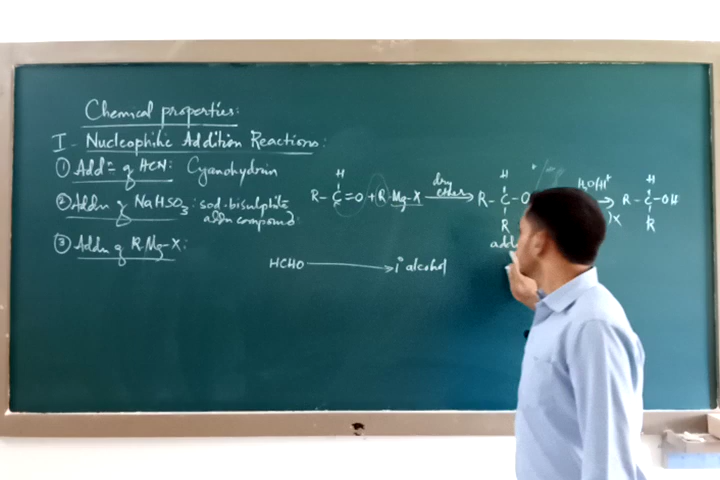 Chemical properties:
I - Nucleophilic Addition Reactions:
① Addn of HCN: Cyanohydrin
② Addn of NaHSO3: sod. bisulphite
addn compound.
③ Addn of R-Mg-X:
H
R-C=O + R-Mg-X dry ether
H
R-C-O
R
H2O/H+
H
R-C-OH
R
HCHO 1° alcohol